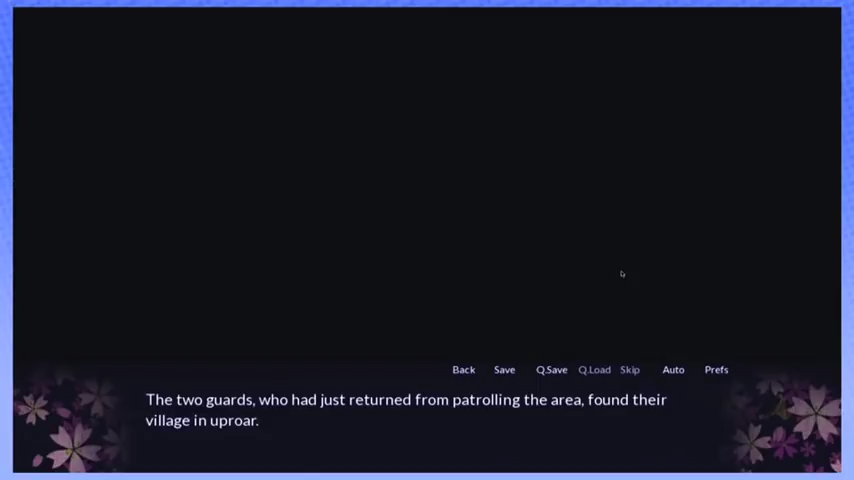 Back Save Q.Save Q.Load Skip Auto Prefs
The two guards, who had just returned from patrolling the area, found their
village in uproar.